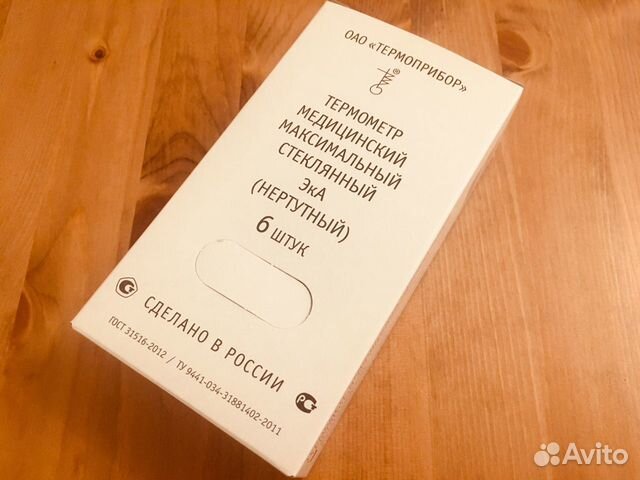 ОАО «ТЕРМОПРИБОР»
®
ТЕРМОМЕТР
МЕДИЦИНСКИЙ
МАКСИМАЛЬНЫЙ
СТЕКЛЯННЫЙ
ЭкА
(НЕРТУТНЫЙ)
6 ШТУК
СДЕЛАНО В РОССИИ
ГОСТ 31516-2012 / ТУ 9441-034-31881402-2011
Avito